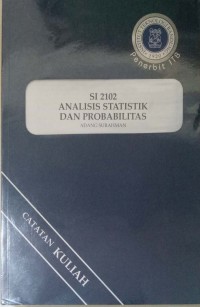 Penerbit ITB
SI 2102
ANALISIS STATISTIK
DAN PROBABILITAS
CATATAN KULIAH